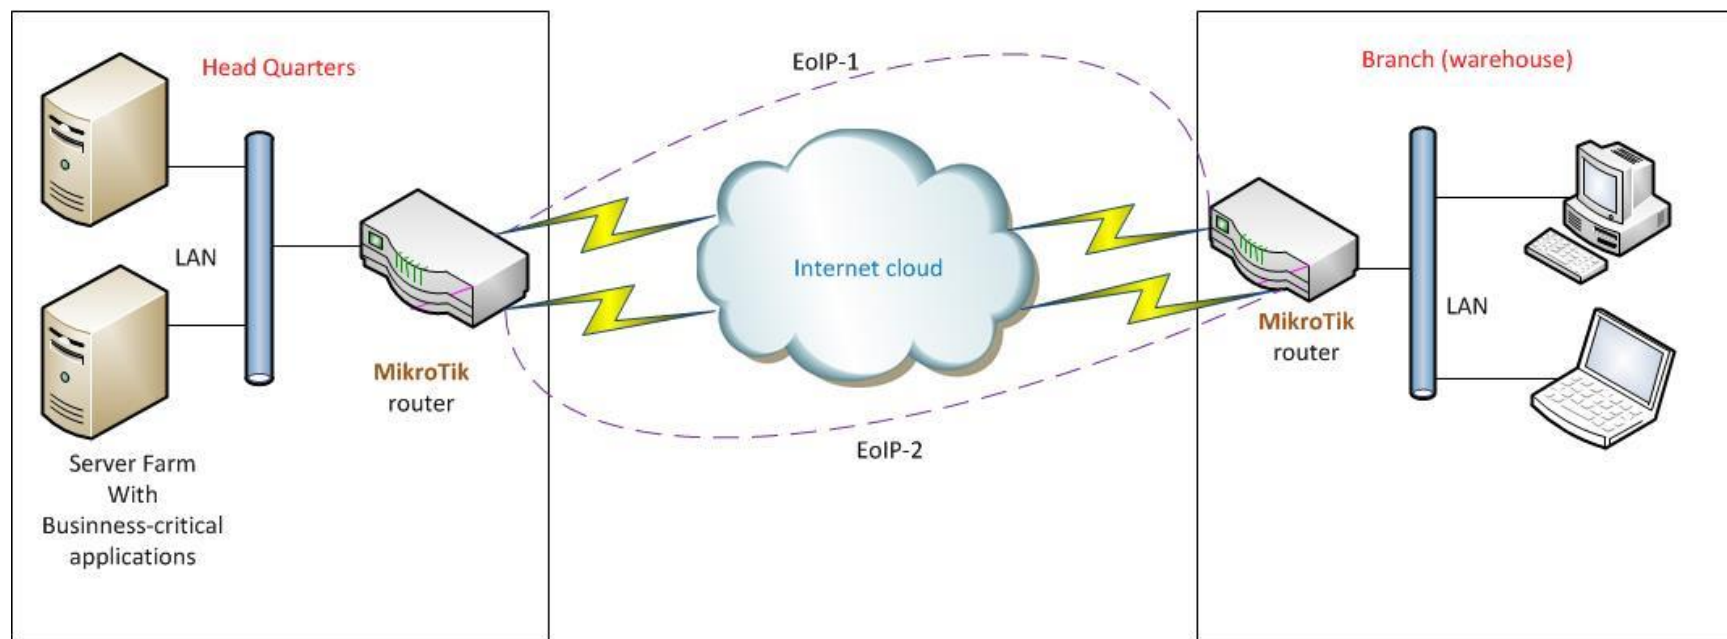 Head Quarters
EoIP-1
Branch (warehouse)
LAN
Internet cloud
LAN
MikroTik
router
MikroTik
router
EoIP-2
Server Farm
With
Businness-critical
applications